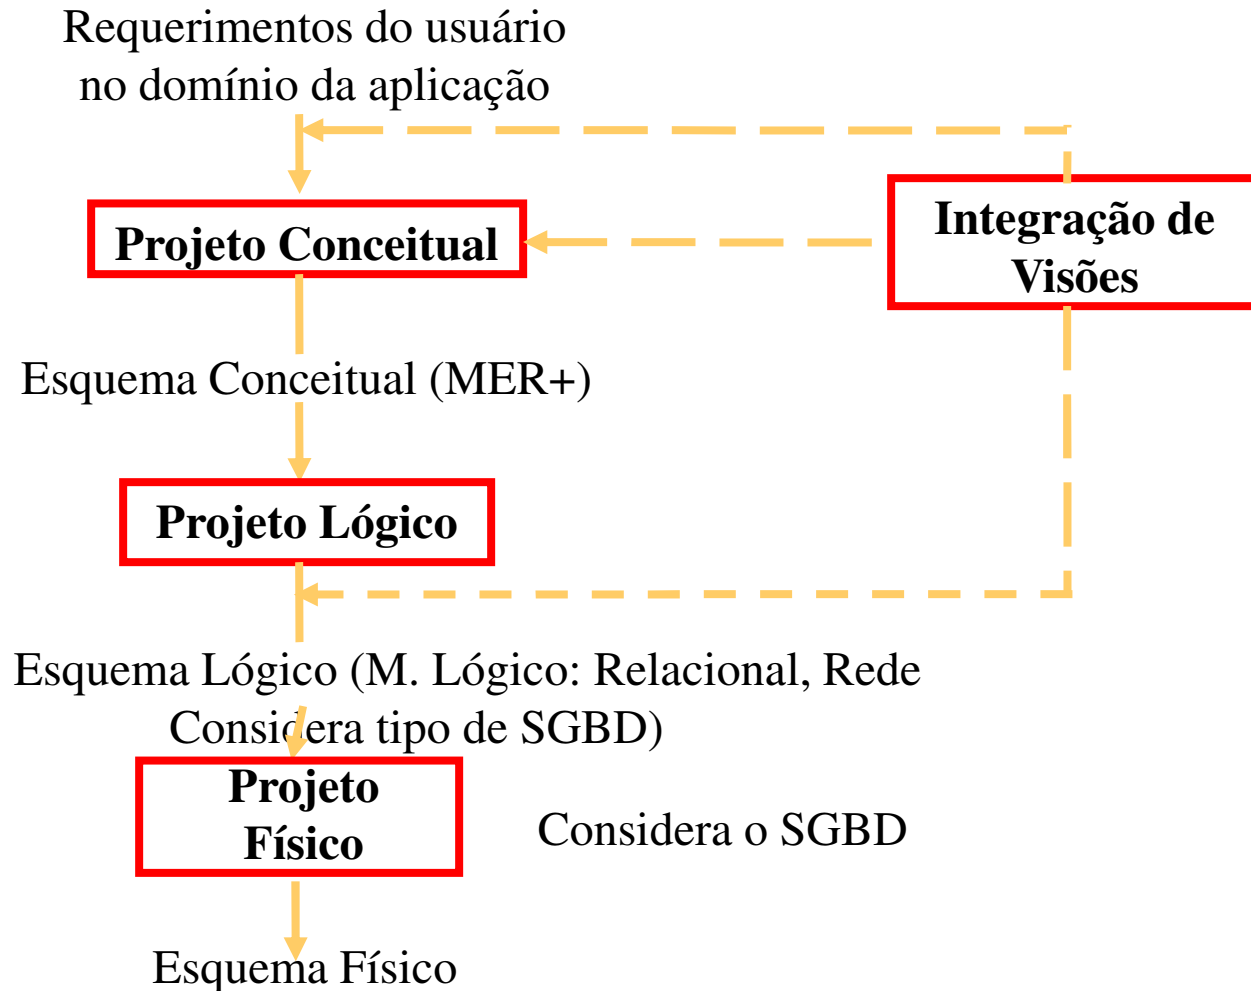 Requerimentos do usuário
no domínio da aplicação
Projeto Conceitual
Integração de
Visões
Esquema Conceitual (MER+)
Projeto Lógico
Esquema Lógico (M. Lógico: Relacional, Rede
Considera tipo de SGBD)
Projeto
Físico
Considera o SGBD
Esquema Físico